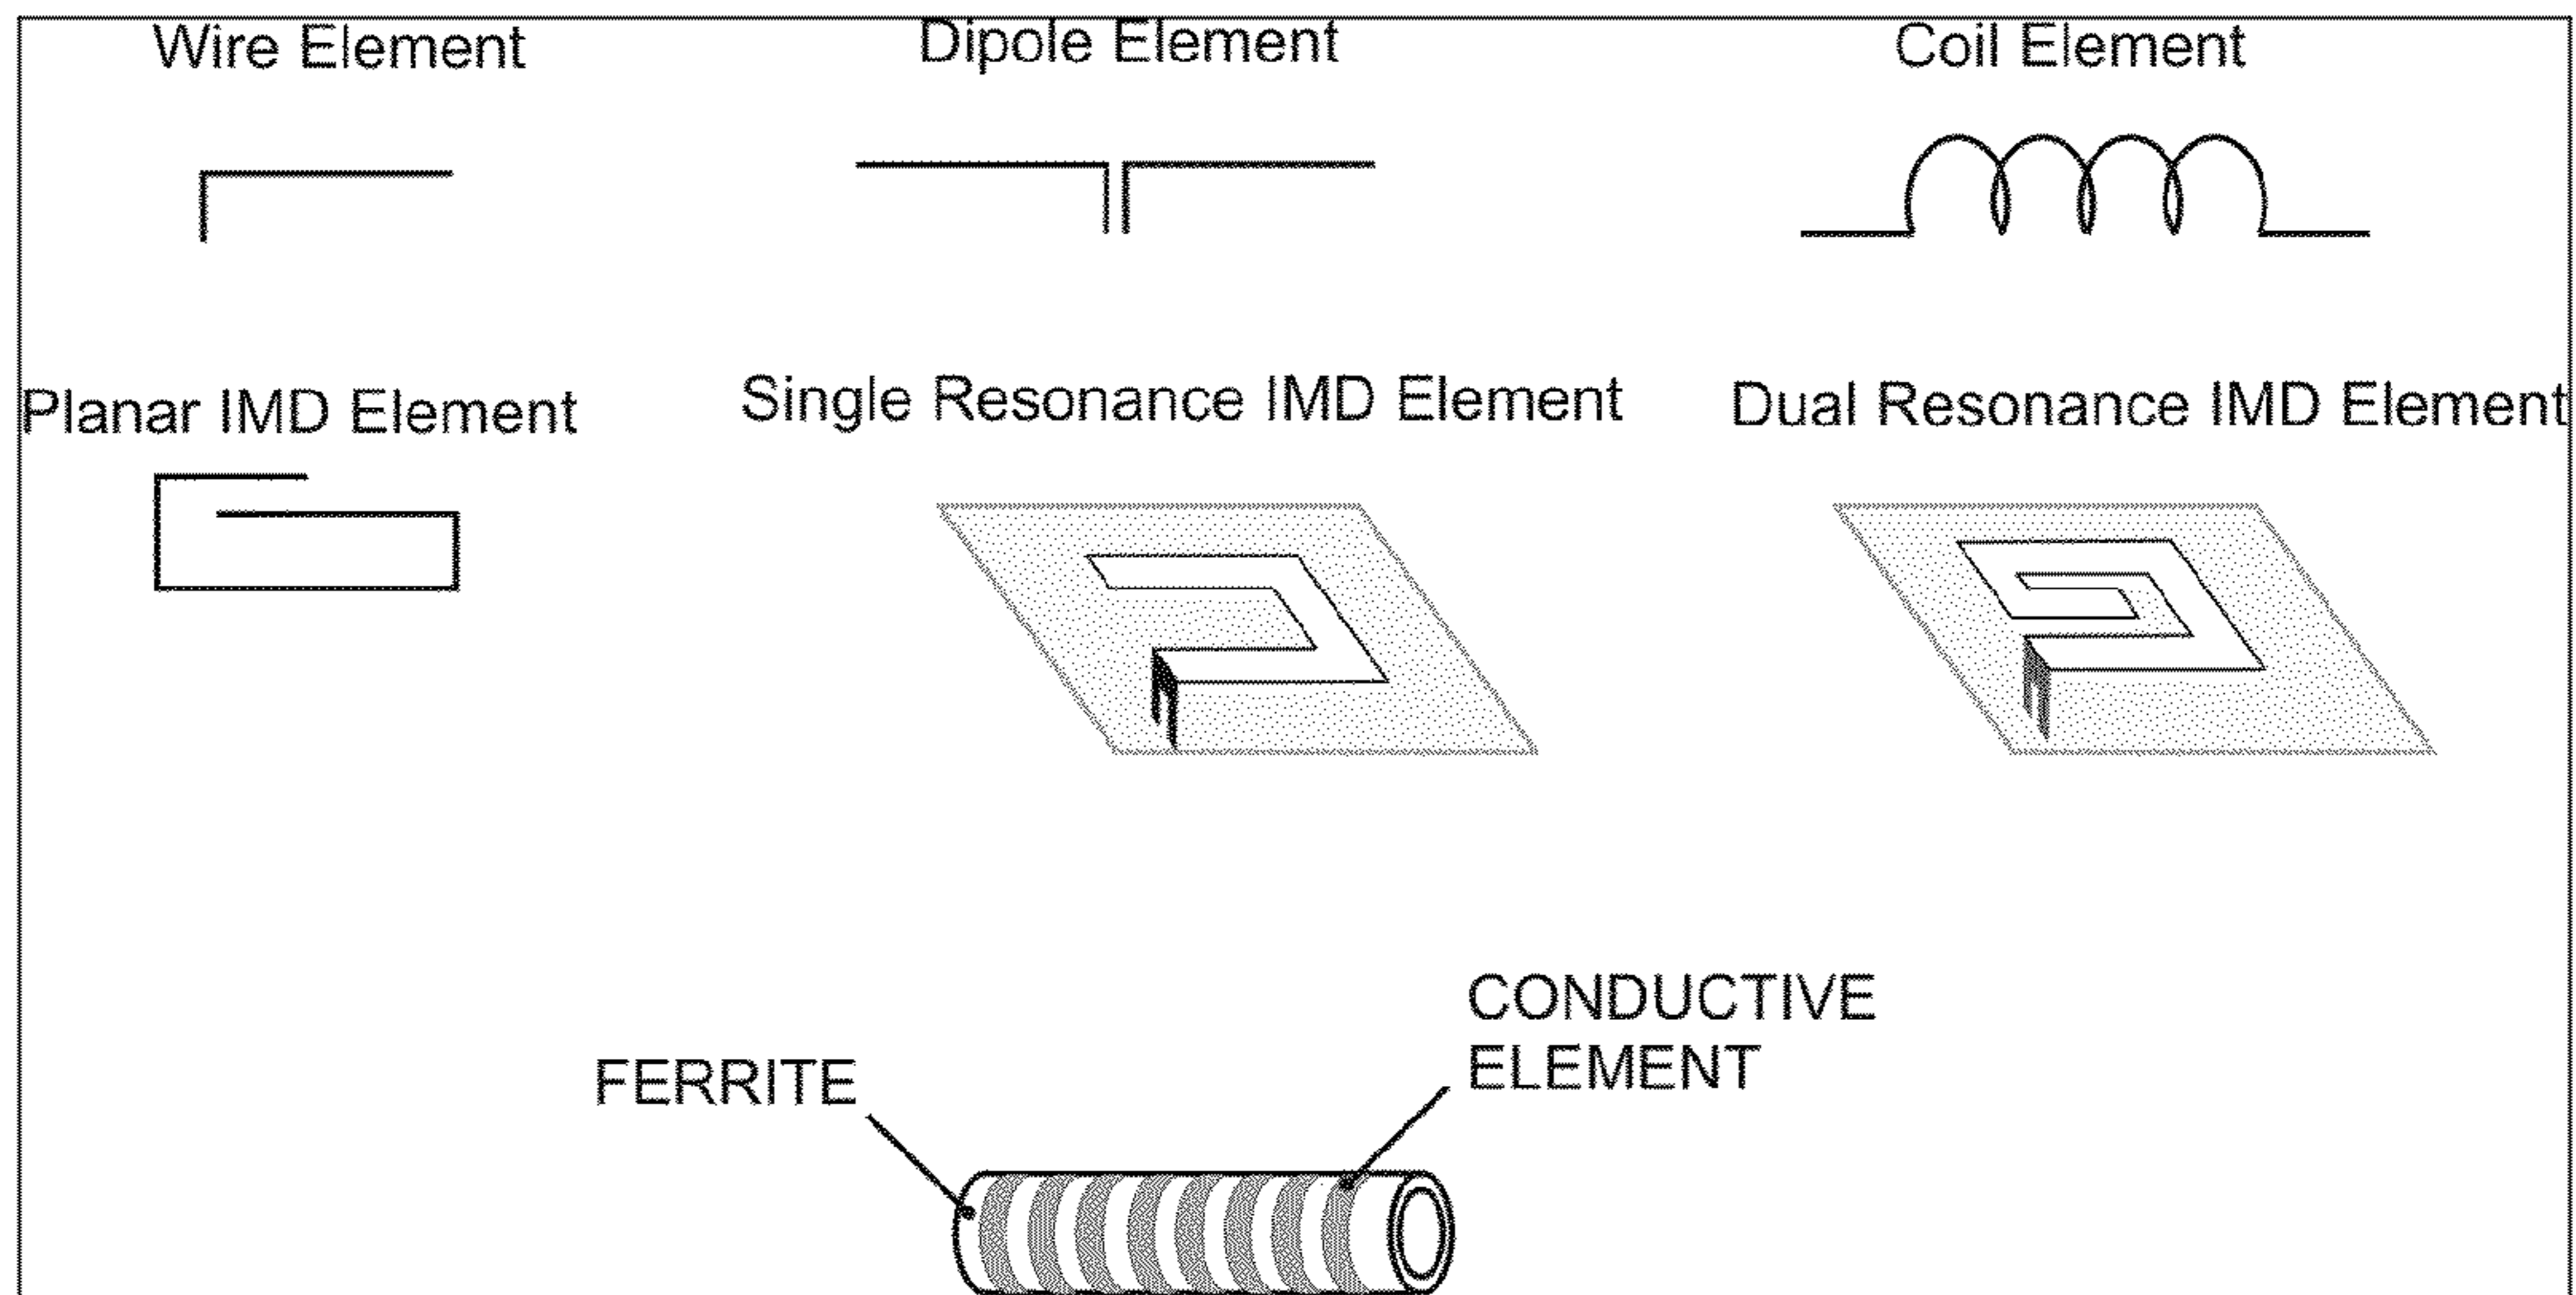 Wire Element
Dipole Element
Coil Element
Planar IMD Element
Single Resonance IMD Element
Dual Resonance IMD Element
FERRITE
CONDUCTIVE
ELEMENT